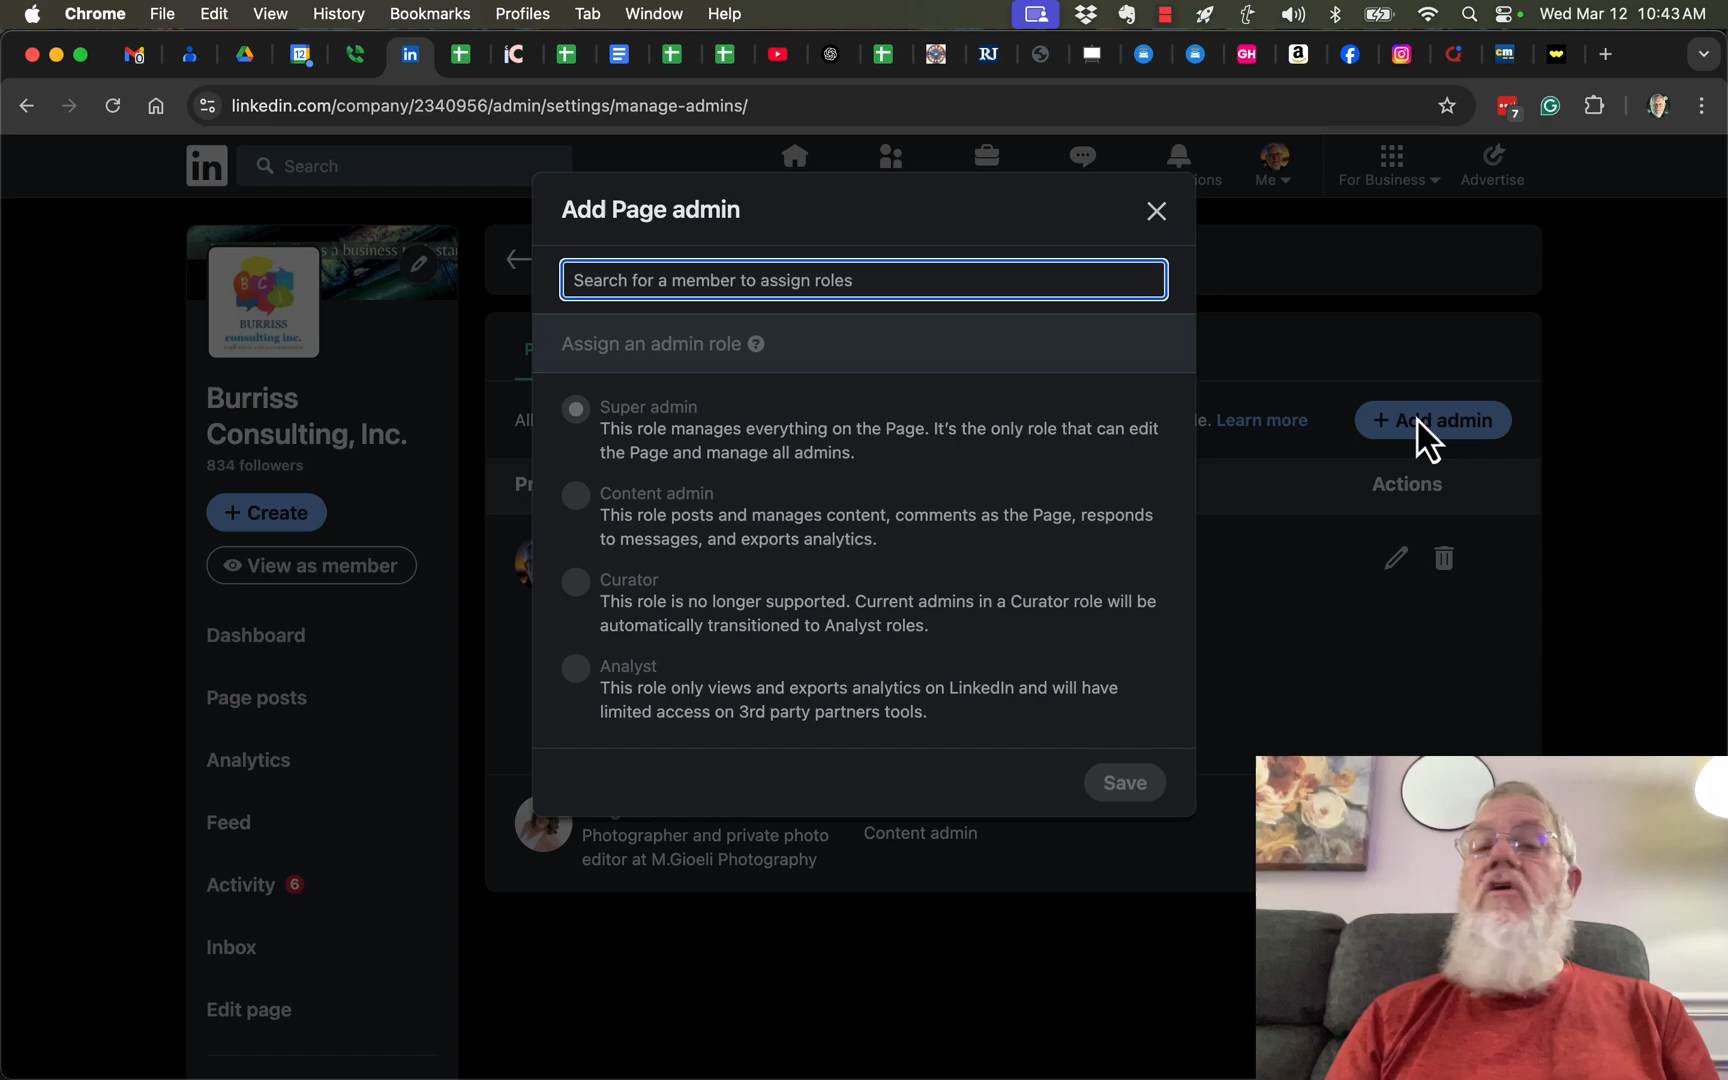 Chrome File Edit View History Bookmarks Profiles Tab Window Help Wed Mar 12 10:43 AM
linkedin.com/company/2340956/admin/settings/manage-admins/
7
Search
Me For Business Advertise
Add Page admin
Search for a member to assign roles
Assign an admin role
Super admin
This role manages everything on the Page. It's the only role that can edit
the Page and manage all admins.
Content admin
This role posts and manages content, comments as the Page, responds
to messages, and exports analytics.
Curator
This role is no longer supported. Current admins in a Curator role will be
automatically transitioned to Analyst roles.
Analyst
This role only views and exports analytics on LinkedIn and will have
limited access on 3rd party partners tools.
Save
s a business t
BCI
BURRISS
consulting inc.
Burriss
Consulting, Inc.
834 followers
+ Create
View as member
Dashboard
Page posts
Analytics
Feed
Activity 6
Inbox
Edit page
Learn more
+ Add admin
Actions
Photographer and private photo
editor at M.Gioeli Photography
Content admin